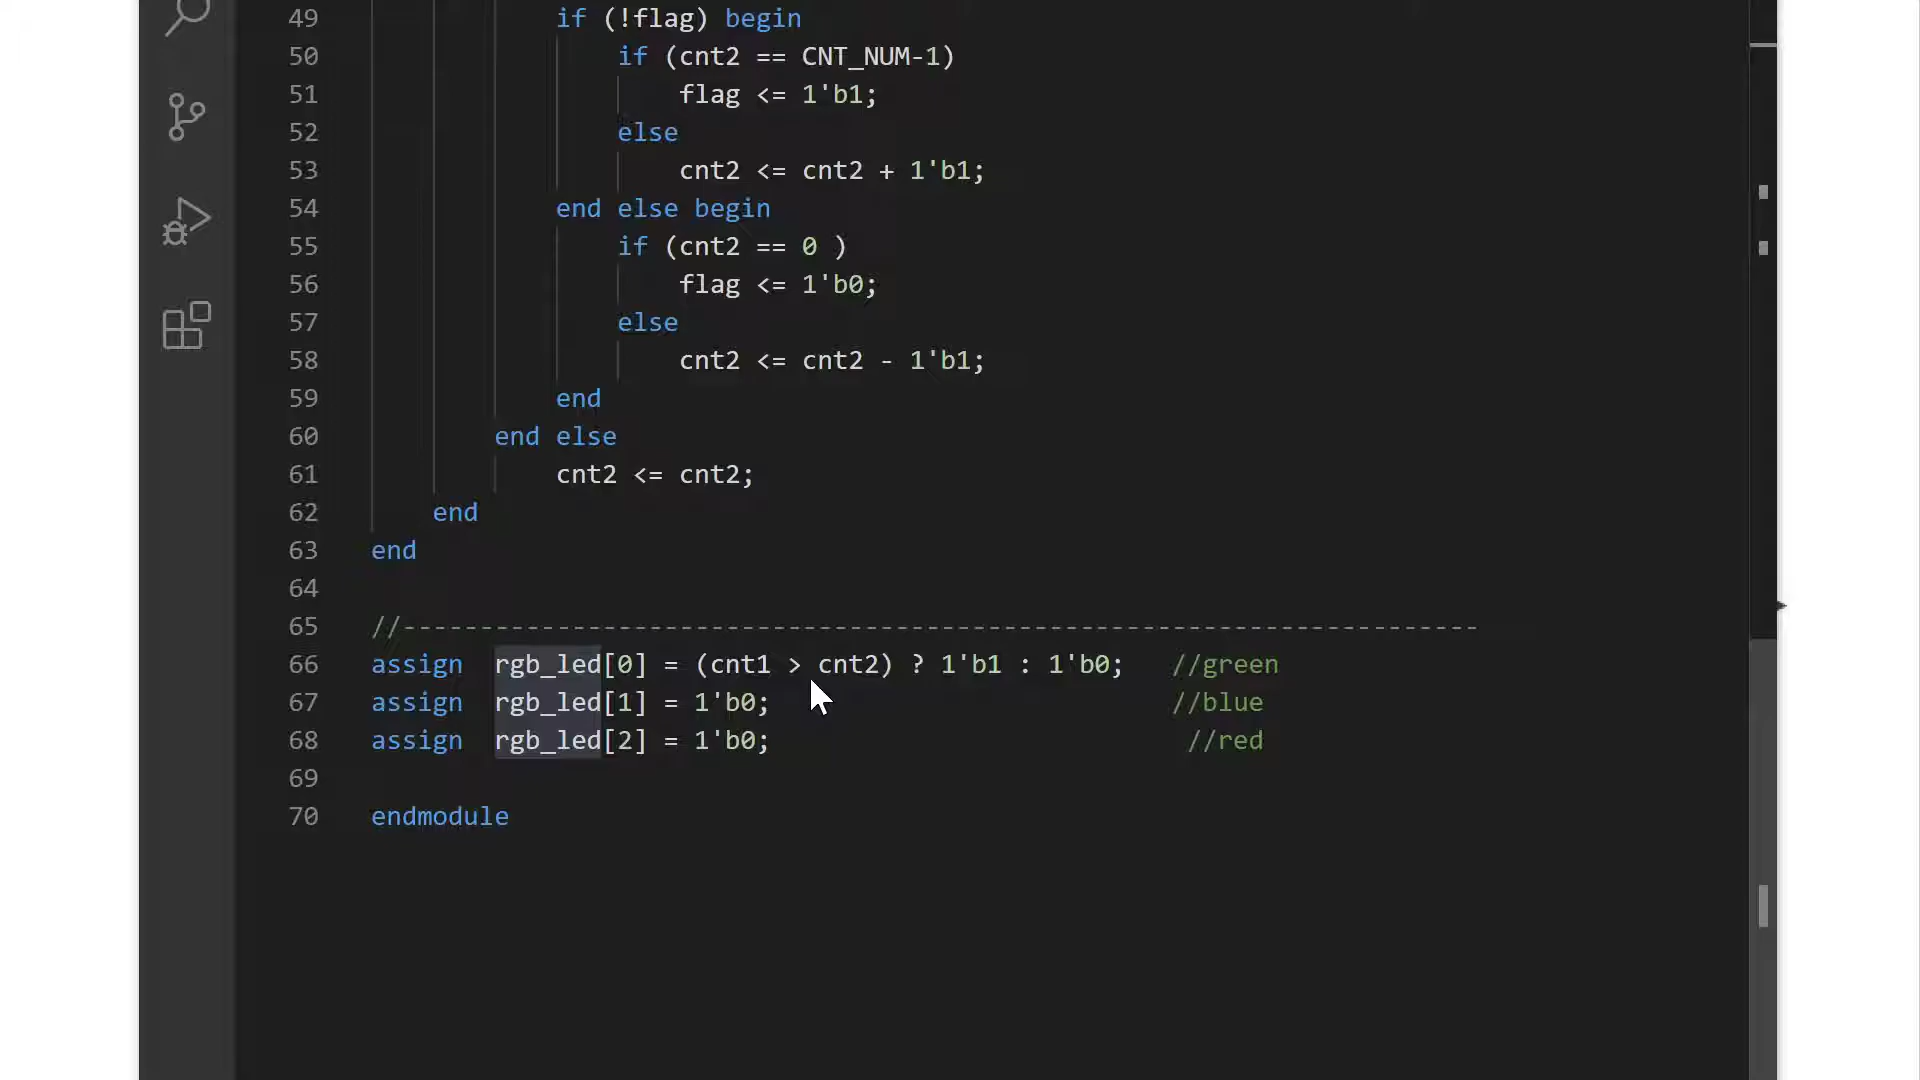 49 if (!flag) begin
50 if (cnt2 == CNT_NUM-1)
51 flag <= 1'b1;
52 else
53 cnt2 <= cnt2 + 1'b1;
54 end else begin
55 if (cnt2 == 0 )
56 flag <= 1'b0;
57 else
58 cnt2 <= cnt2 - 1'b1;
59 end
60 end else
61 cnt2 <= cnt2;
62 end
63 end
64
65 //----------------------------------------------------------------------
66 assign rgb_led[0] = (cnt1 > cnt2) ? 1'b1 : 1'b0; //green
67 assign rgb_led[1] = 1'b0; //blue
68 assign rgb_led[2] = 1'b0; //red
69
70 endmodule